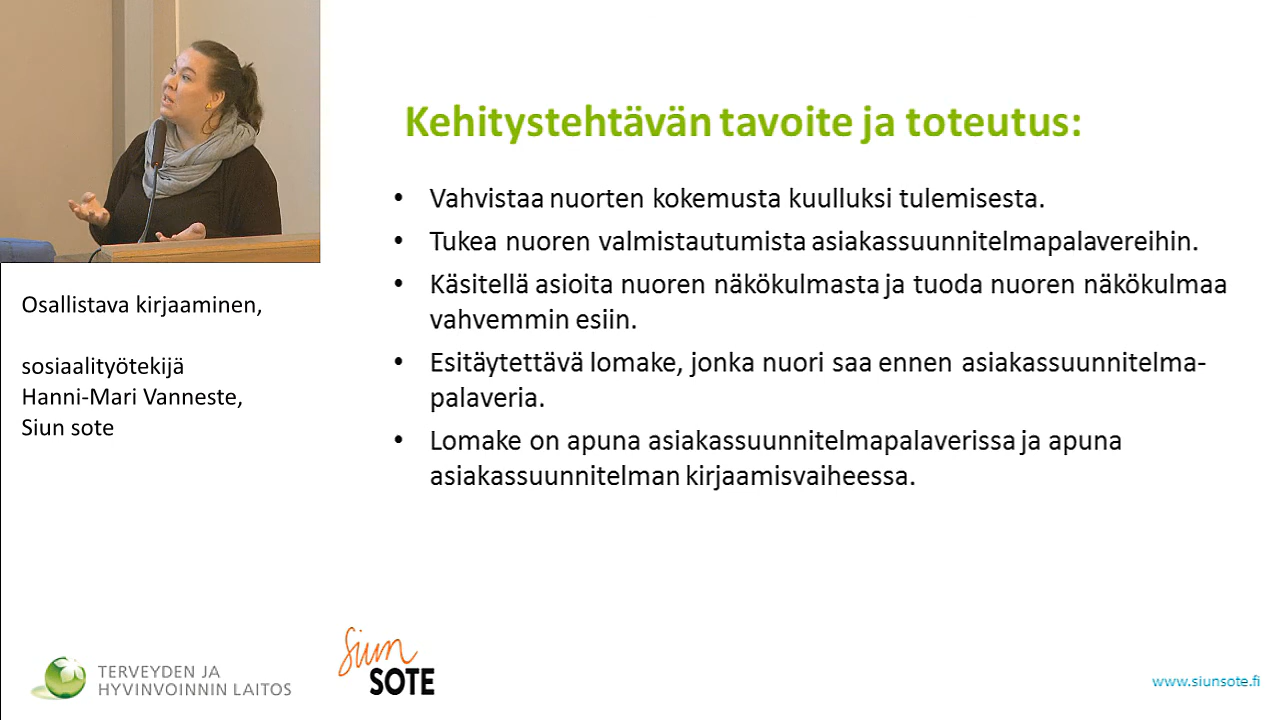 Kehitystehtävän tavoite ja toteutus:
• Vahvistaa nuorten kokemusta kuulluksi tulemisesta.
• Tukea nuoren valmistautumista asiakassuunnitelmapalavereihin.
• Käsitellä asioita nuoren näkökulmasta ja tuoda nuoren näkökulmaa
vahvemmin esiin.
• Esitäytettävä lomake, jonka nuori saa ennen asiakassuunnitelma-
palaveria.
• Lomake on apuna asiakassuunnitelmapalaverissa ja apuna
asiakassuunnitelman kirjaamisvaiheessa.
Osallistava kirjaaminen,
sosiaalityötekijä
Hanni-Mari Vanneste,
Siun sote
TERVEYDEN JA
HYVINVOINNIN LAITOS
Siun
SOTE
www.siunsote.fi